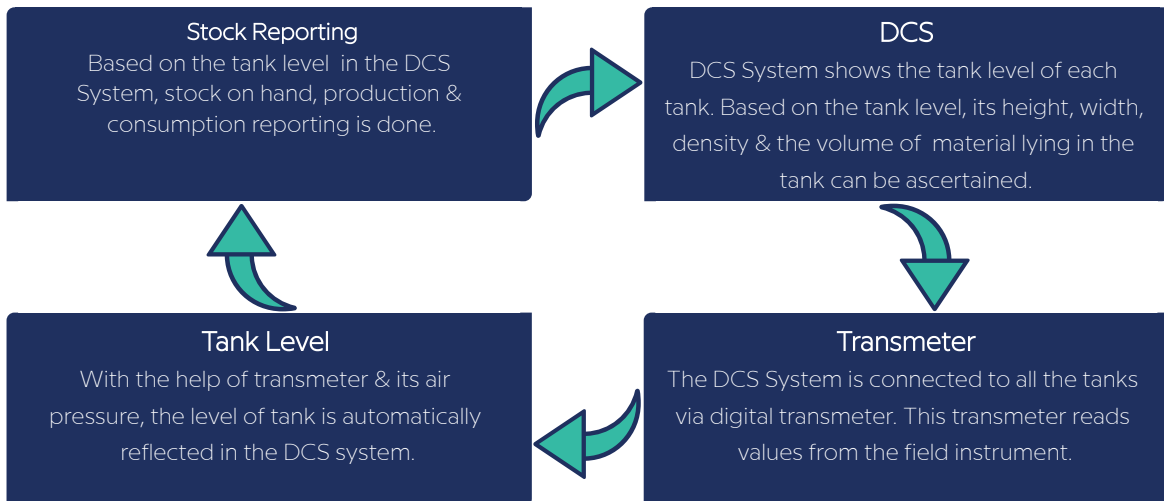 Stock Reporting
Based on the tank level in the DCS
System, stock on hand, production &
consumption reporting is done.
DCS
DCS System shows the tank level of each
tank. Based on the tank level, its height, width,
density & the volume of material lying in the
tank can be ascertained.
Tank Level
With the help of transmeter & its air
pressure, the level of tank is automatically
reflected in the DCS system.
Transmeter
The DCS System is connected to all the tanks
via digital transmeter. This transmeter reads
values from the field instrument.